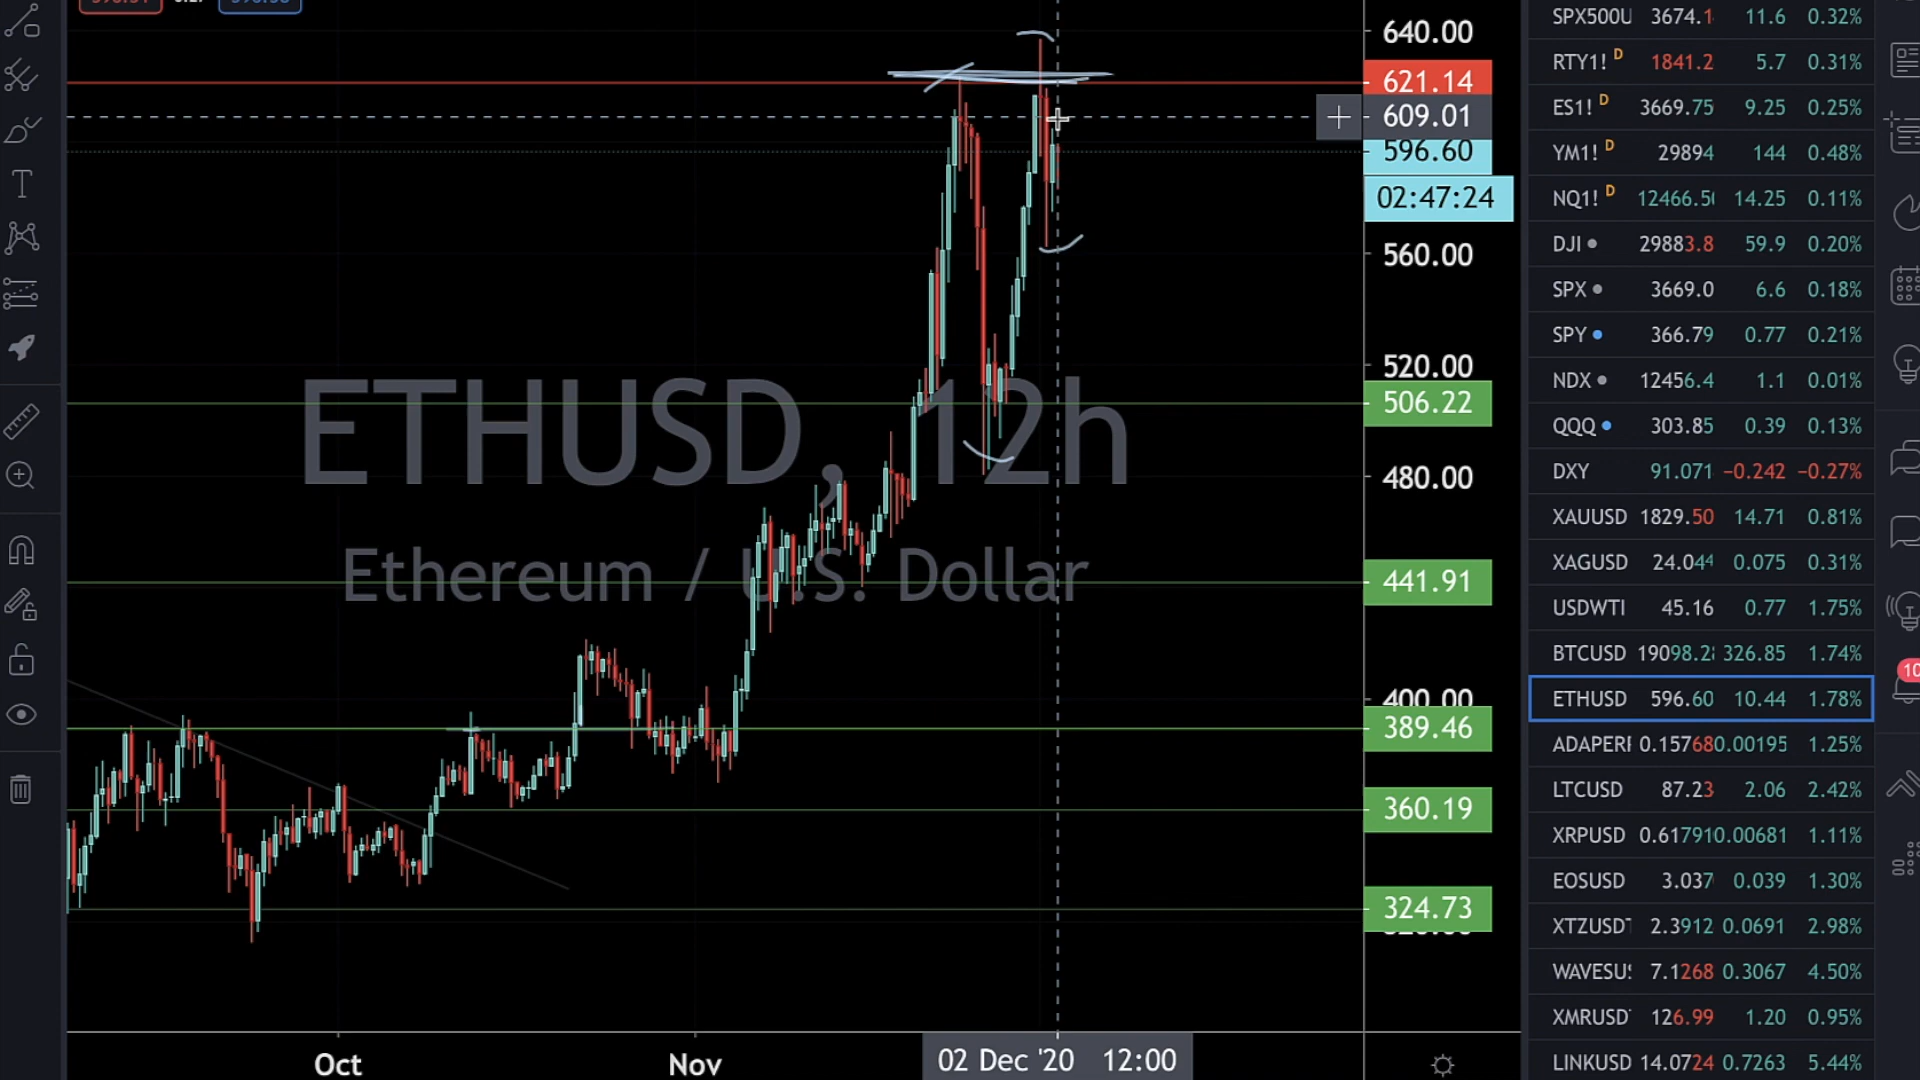 640.00
621.14
609.01
596.60
02:47:24
560.00
520.00
506.22
480.00
441.91
400.00
389.46
360.19
324.73
ETHUSD, 12h
Ethereum / U.S. Dollar
Oct
Nov
02 Dec '20 12:00
SPX500U 3674.1 11.6 0.32%
RTY1! D 1841.2 5.7 0.31%
ES1! D 3669.75 9.25 0.25%
YM1! D 29894 144 0.48%
NQ1! D 12466.50 14.25 0.11%
DJI 29883.8 59.9 0.20%
SPX 3669.0 6.6 0.18%
SPY 366.79 0.77 0.21%
NDX 12456.4 1.1 0.01%
QQQ 303.85 0.39 0.13%
DXY 91.071 −0.242 −0.27%
XAUUSD 1829.50 14.71 0.81%
XAGUSD 24.044 0.075 0.31%
USDWTI 45.16 0.77 1.75%
BTCUSD 19098.2 326.85 1.74%
ETHUSD 596.60 10.44 1.78%
ADAPER 0.15768 0.00195 1.25%
LTCUSD 87.23 2.06 2.42%
XRPUSD 0.61791 0.00681 1.11%
EOSUSD 3.037 0.039 1.30%
XTZUSD 2.3912 0.0691 2.98%
WAVESU 7.1268 0.3067 4.50%
XMRUSD 126.99 1.20 0.95%
LINKUSD 14.0724 0.7263 5.44%
10